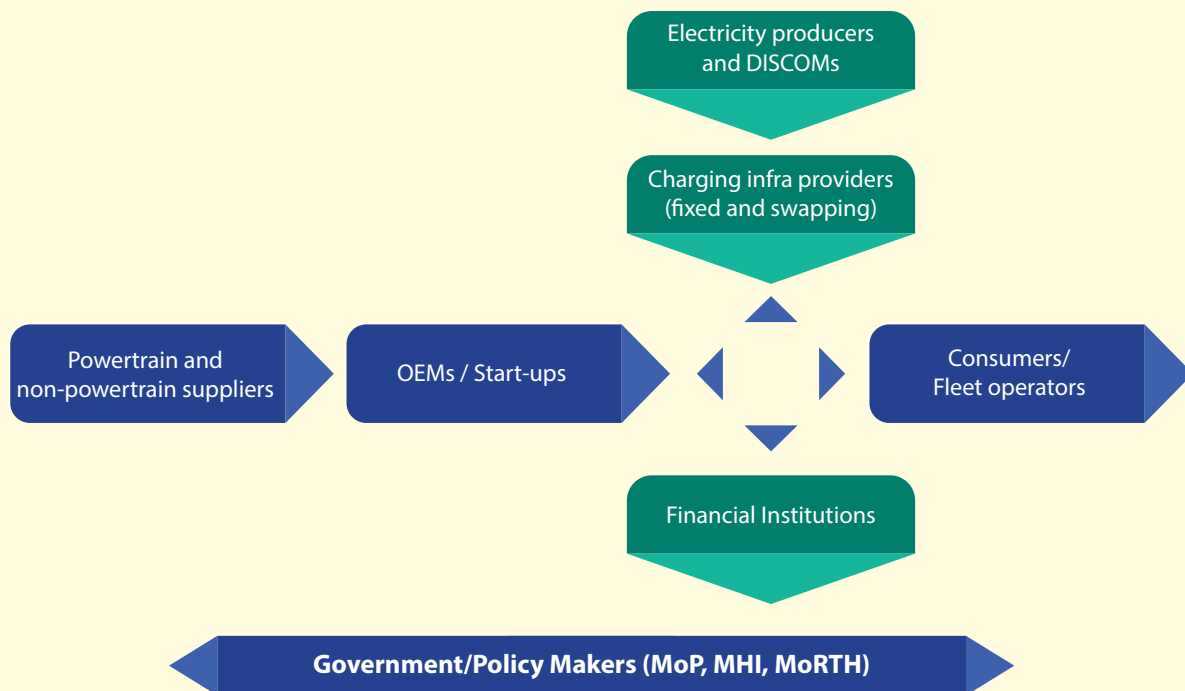 Electricity producers
and DISCOMs
Charging infra providers
(fixed and swapping)
Powertrain and
non-powertrain suppliers
OEMs / Start-ups
Consumers/
Fleet operators
Financial Institutions
Government/Policy Makers (MoP, MHI, MoRTH)